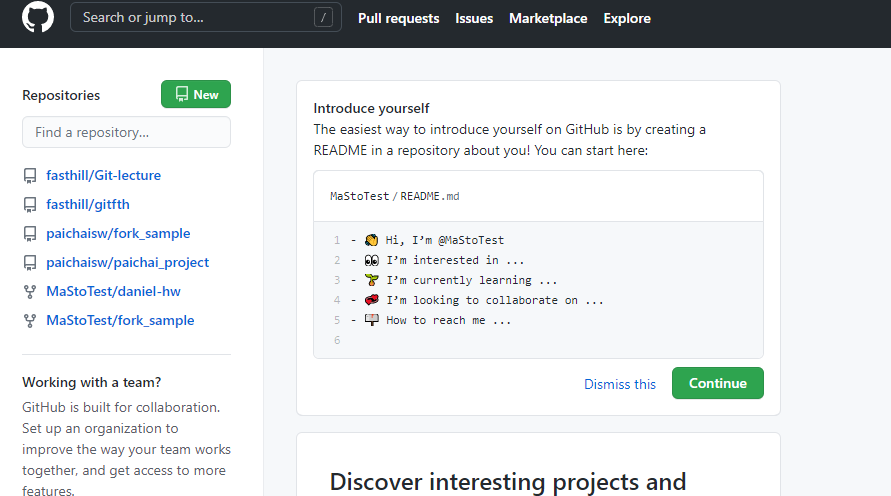 Search or jump to...
/
Pull requests
Issues
Marketplace
Explore
Repositories
New
Find a repository...
fasthill/Git-lecture
fasthill/gitfth
paichaisw/fork_sample
paichaisw/paichai_project
MaStoTest/daniel-hw
MaStoTest/fork_sample
Working with a team?
GitHub is built for collaboration.
Set up an organization to
improve the way your team works
together, and get access to more
features.
Introduce yourself
The easiest way to introduce yourself on GitHub is by creating a
README in a repository about you! You can start here:
MaStoTest / README.md
1 - 👋 Hi, I’m @MaStoTest
2 - 👀 I’m interested in ...
3 - 🌱 I’m currently learning ...
4 - 💞️ I’m looking to collaborate on ...
5 - 📫 How to reach me ...
6
Dismiss this
Continue
Discover interesting projects and